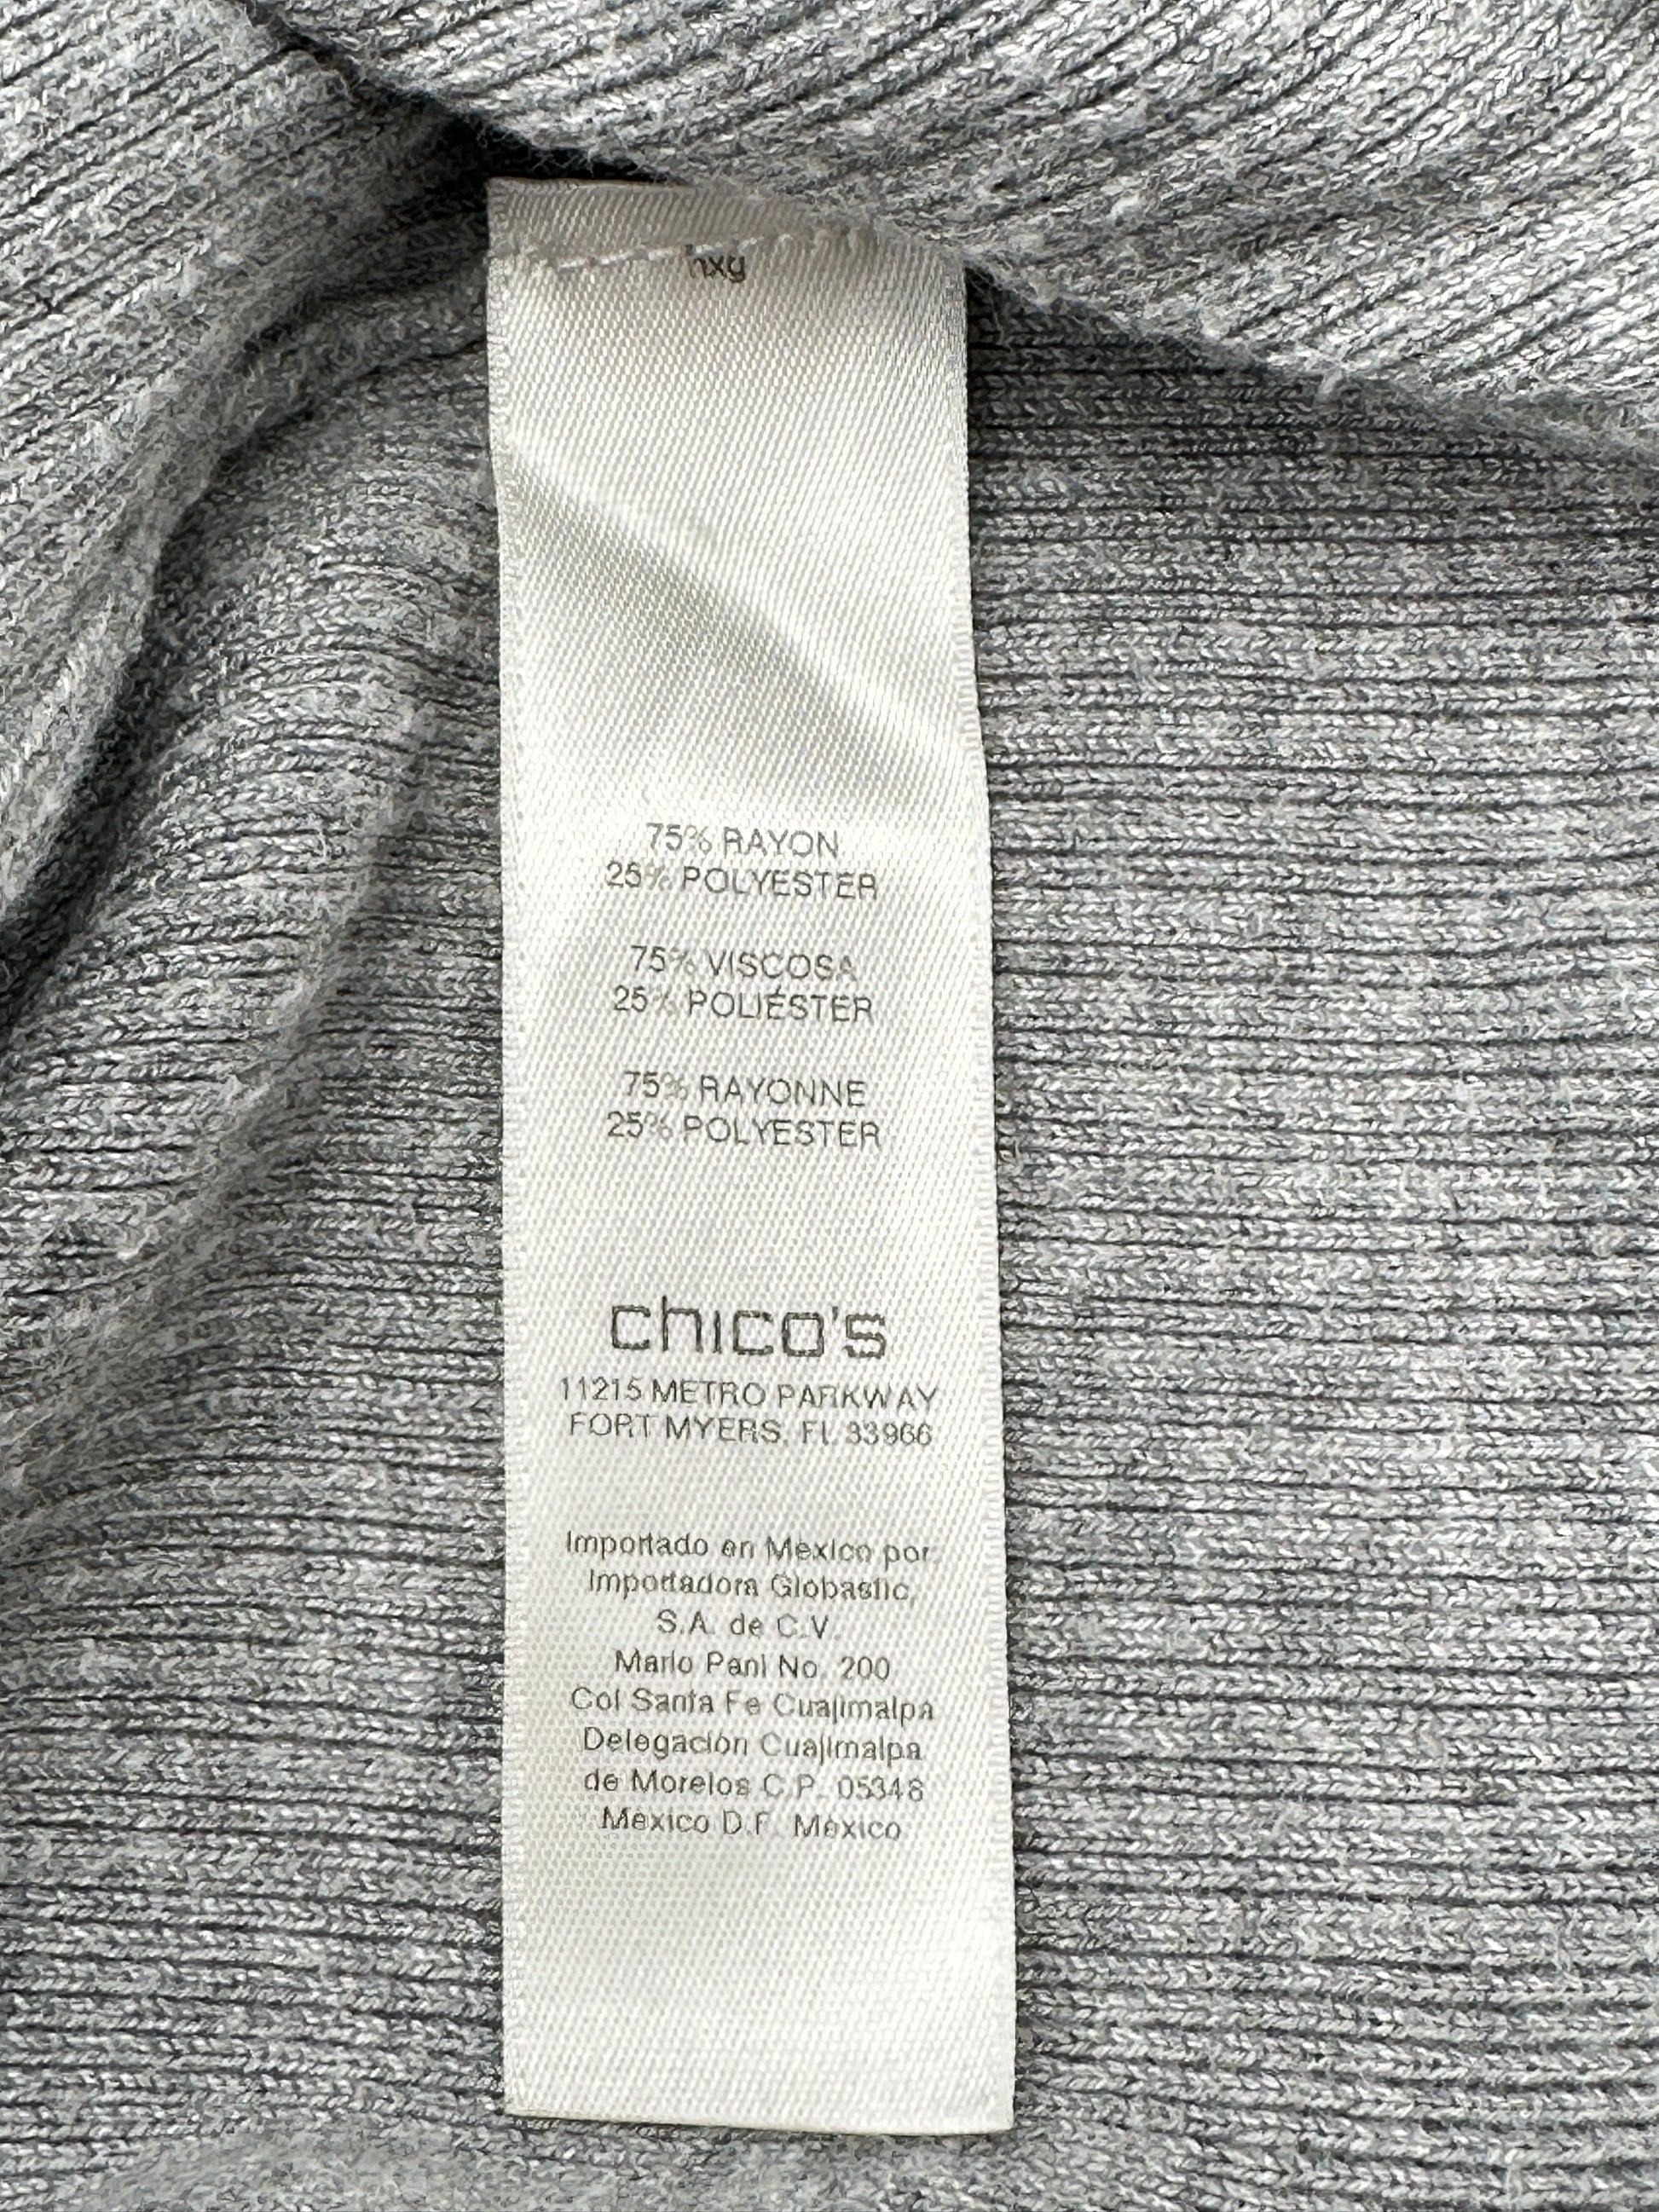 hxg
75% RAYON
25% POLYESTER
75% VISCOSA
25% POLIÉSTER
75% RAYONNE
25% POLYESTER
chico's
11215 METRO PARKWAY
FORT MYERS, FL 33966
Importado en Mexico por
Importadora Globastic,
S.A. de C.V.
Mario Pani No. 200
Col Santa Fe Cuajimalpa
Delegación Cuajimalpa
de Morelos C.P. 05348
Mexico D.F. México